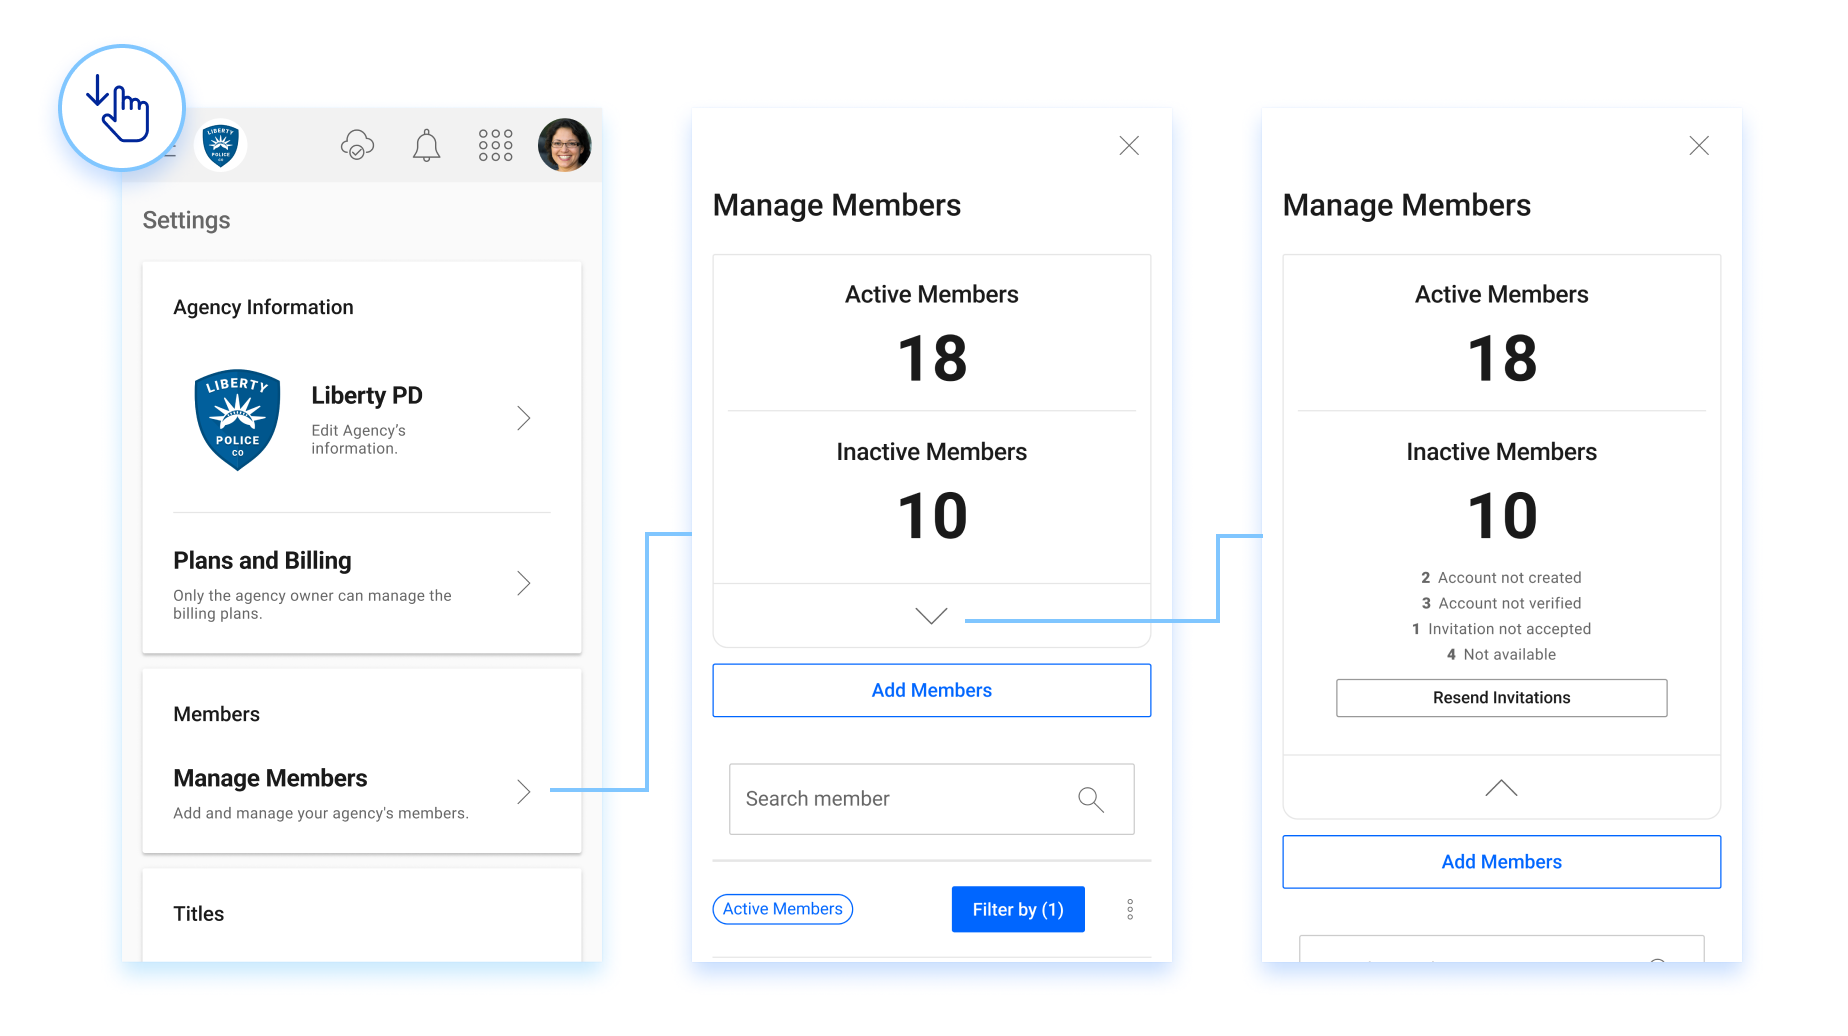 LIBERTY
POLICE
CO
Settings
Agency Information
LIBERTY
POLICE
CO
Liberty PD
Edit Agency’s
information.
Plans and Billing
Only the agency owner can manage the
billing plans.
Members
Manage Members
Add and manage your agency's members.
Titles
Manage Members
Active Members
18
Inactive Members
10
Add Members
Search member
Active Members
Filter by (1)
Manage Members
Active Members
18
Inactive Members
10
2 Account not created
3 Account not verified
1 Invitation not accepted
4 Not available
Resend Invitations
Add Members